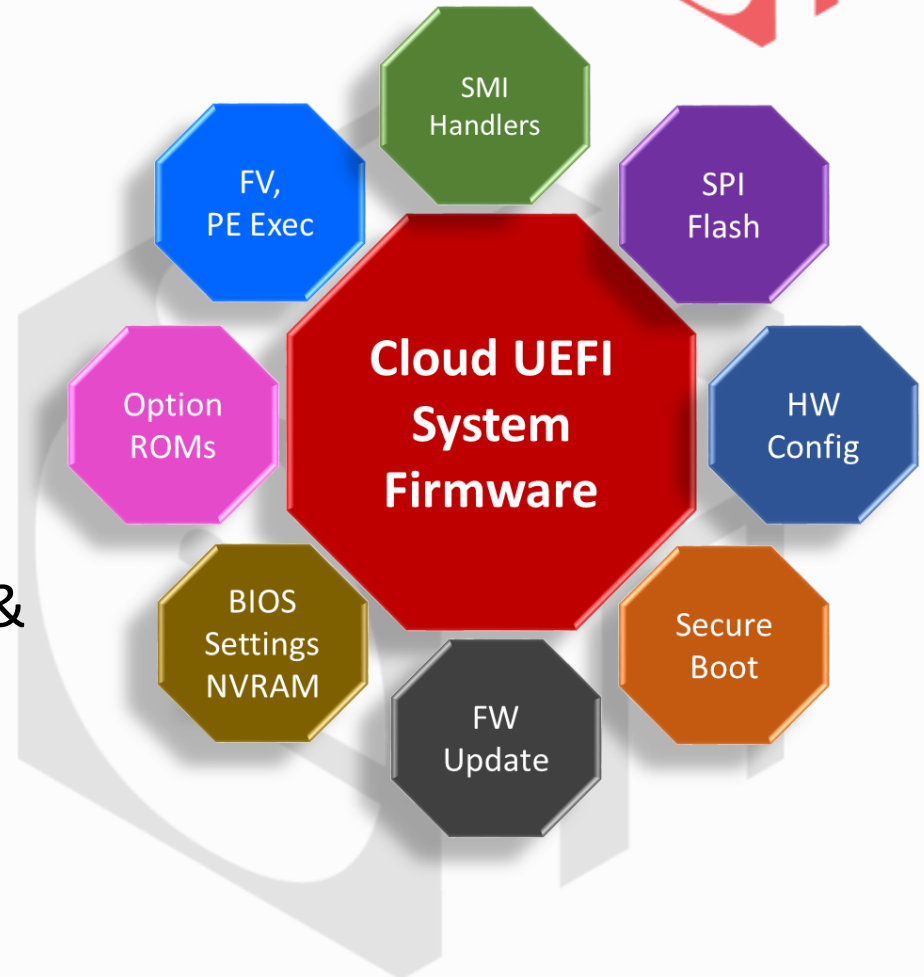 SMI
Handlers
FV,
PE Exec
SPI
Flash
Cloud UEFI
System
Firmware
Option
ROMs
HW
Config
&
BIOS
Settings
NVRAM
Secure
Boot
FW
Update